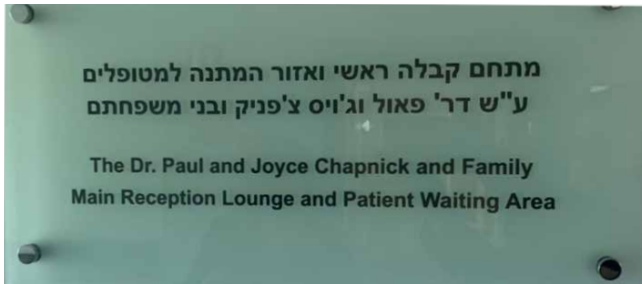 מתחם קבלה ראשי ואזור המתנה למטופלים
ע"ש דר' פאול וג'ויס צ'פניק ובני משפחתם
The Dr. Paul and Joyce Chapnick and Family
Main Reception Lounge and Patient Waiting Area